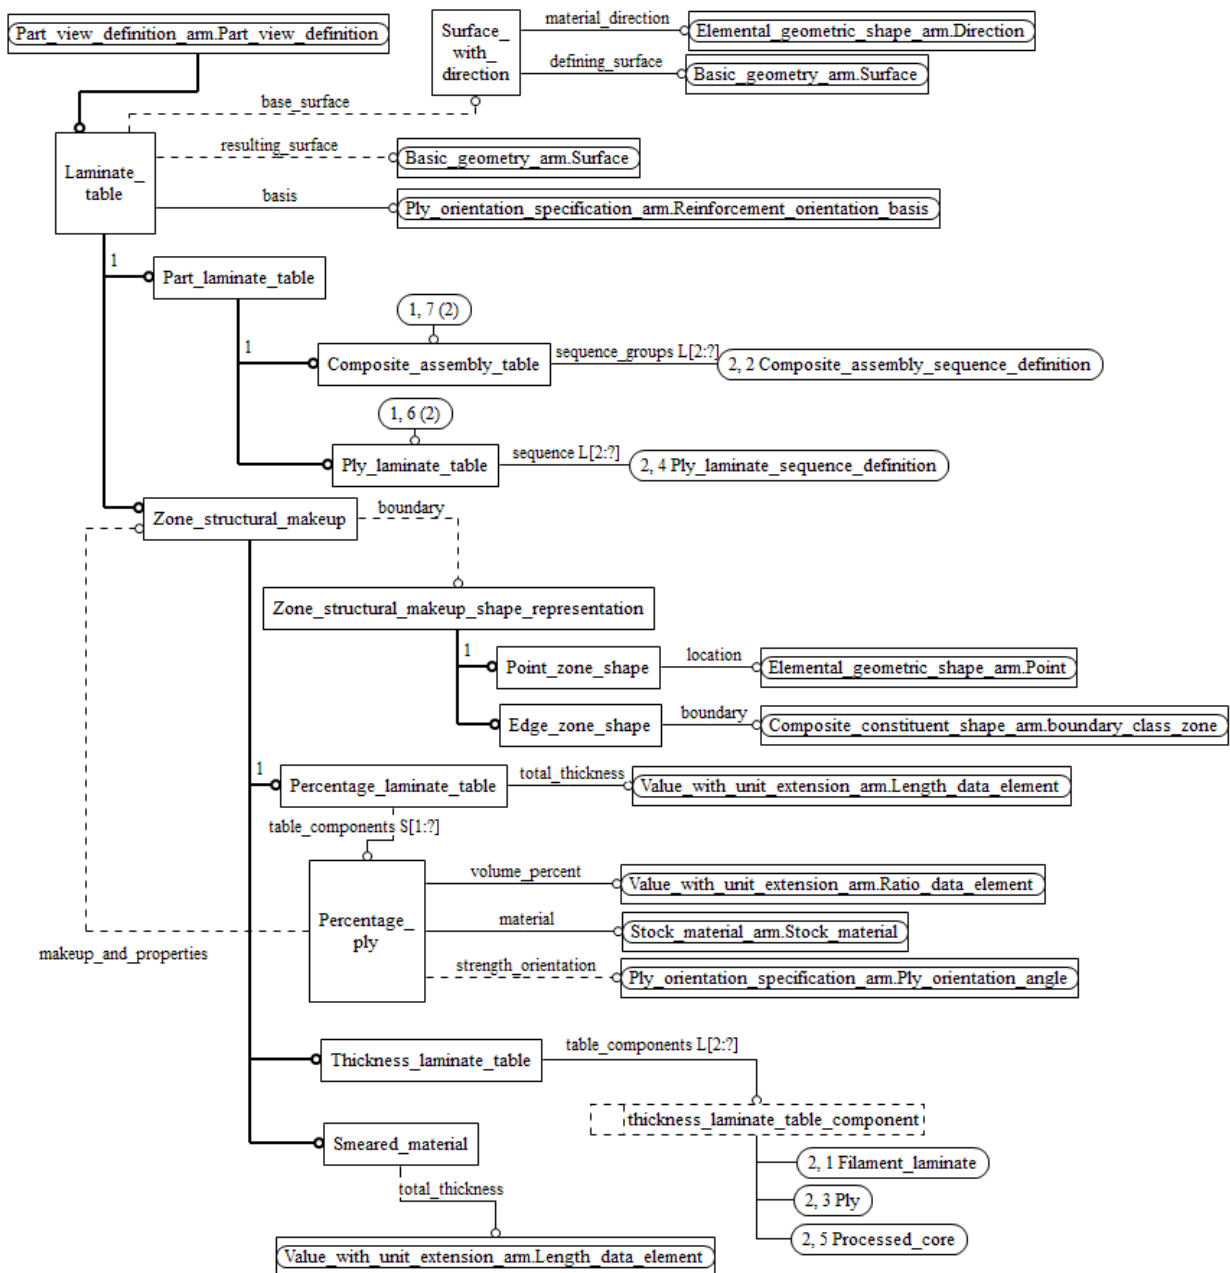 Part_view_definition_arm.Part_view_definition
Surface_
with_
direction
material_direction
Elemental_geometric_shape_arm.Direction
defining_surface
Basic_geometry_arm.Surface
base_surface
Laminate_
table
resulting_surface
Basic_geometry_arm.Surface
basis
Ply_orientation_specification_arm.Reinforcement_orientation_basis
1
Part_laminate_table
1, 7 (2)
1
Composite_assembly_table
sequence_groups L[2:?]
2, 2 Composite_assembly_sequence_definition
1, 6 (2)
Ply_laminate_table
sequence L[2:?]
2, 4 Ply_laminate_sequence_definition
Zone_structural_makeup
boundary
Zone_structural_makeup_shape_representation
1
Point_zone_shape
location
Elemental_geometric_shape_arm.Point
Edge_zone_shape
boundary
Composite_constituent_shape_arm.boundary_class_zone
1
Percentage_laminate_table
total_thickness
Value_with_unit_extension_arm.Length_data_element
table_components S[1:?]
Percentage_
ply
volume_percent
Value_with_unit_extension_arm.Ratio_data_element
material
Stock_material_arm.Stock_material
strength_orientation
Ply_orientation_specification_arm.Ply_orientation_angle
makeup_and_properties
Thickness_laminate_table
table_components L[2:?]
thickness_laminate_table_component
Smeared_material
2, 1 Filament_laminate
total_thickness
2, 3 Ply
2, 5 Processed_core
Value_with_unit_extension_arm.Length_data_element